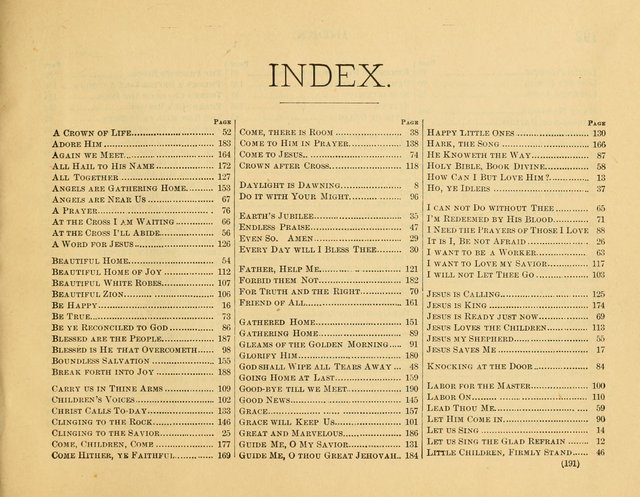 INDEX.
PAGE
A CROWN OF LIFE 52
ADORE HIM 183
AGAIN WE MEET 164
ALL HAIL TO HIS NAME 172
ALL TOGETHER 127
ANGELS ARE GATHERING HOME 153
ANGELS ARE NEAR US 67
A PRAYER 76
AT THE CROSS I AM WAITING 66
AT THE CROSS I'LL ABIDE 56
A WORD FOR JESUS 126
BEAUTIFUL HOME 54
BEAUTIFUL HOME OF JOY 112
BEAUTIFUL WHITE ROBES 107
BEAUTIFUL ZION 106
BE HAPPY 16
BE TRUE 73
BE YE RECONCILED TO GOD 86
BLESSED ARE THE PEOPLE 187
BLESSED IS HE THAT OVERCOMETH 98
BOUNDLESS SALVATION 155
BREAK FORTH INTO JOY 188
CARRY US IN THINE ARMS 109
CHILDREN'S VOICES 102
CHRIST CALLS TO-DAY 133
CLINGING TO THE ROCK 146
CLINGING TO THE SAVIOR 25
COME, CHILDREN, COME 177
COME HITHER, YE FAITHFUL 169
PAGE
COME, THERE IS ROOM 38
COME TO HIM IN PRAYER 138
COME TO JESUS 74
CROWN AFTER CROSS 118
DAYLIGHT IS DAWNING 8
DO IT WITH YOUR MIGHT 96
EARTH'S JUBILEE 35
ENDLESS PRAISE 47
EVEN SO. AMEN 29
EVERY DAY WILL I BLESS THEE 30
FATHER, HELP ME 121
FORBID THEM NOT 182
FOR TRUTH AND THE RIGHT 70
FRIEND OF ALL 161
GATHERED HOME 151
GATHERING HOME 89
GLEAMS OF THE GOLDEN MORNING 91
GLORIFY HIM 180
GOD SHALL WIPE ALL TEARS AWAY 48
GOING HOME AT LAST 159
GOOD-BYE TILL WE MEET 190
GOOD NEWS 145
GRACE 157
GRACE WILL KEEP US 101
GREAT AND MARVELOUS 186
GUIDE ME, O MY SAVIOR 131
GUIDE ME, O THOU GREAT JEHOVAH 184
PAGE
HAPPY LITTLE ONES 130
HARK, THE SONG 166
HE KNOWETH THE WAY 87
HOLY BIBLE, BOOK DIVINE 58
HOW CAN I BUT LOVE HIM? 13
HO, YE IDLERS 37
I CAN NOT DO WITHOUT THEE 65
I'M REDEEMED BY HIS BLOOD 71
I NEED THE PRAYERS OF THOSE I LOVE 88
IT IS I, BE NOT AFRAID 26
I WANT TO BE A WORKER 63
I WANT TO LOVE MY SAVIOR 117
I WILL NOT LET THEE GO 103
JESUS IS CALLING 125
JESUS IS KING 174
JESUS IS READY JUST NOW 69
JESUS LOVES THE CHILDREN 113
JESUS MY SHEPHERD 55
JESUS SAVES ME 17
KNOCKING AT THE DOOR 84
LABOR FOR THE MASTER 100
LABOR ON 110
LEAD THOU ME 59
LET HIM COME IN 90
LET US SING 14
LET US SING THE GLAD REFRAIN 12
LITTLE CHILDREN, FIRMLY STAND 46
(191)